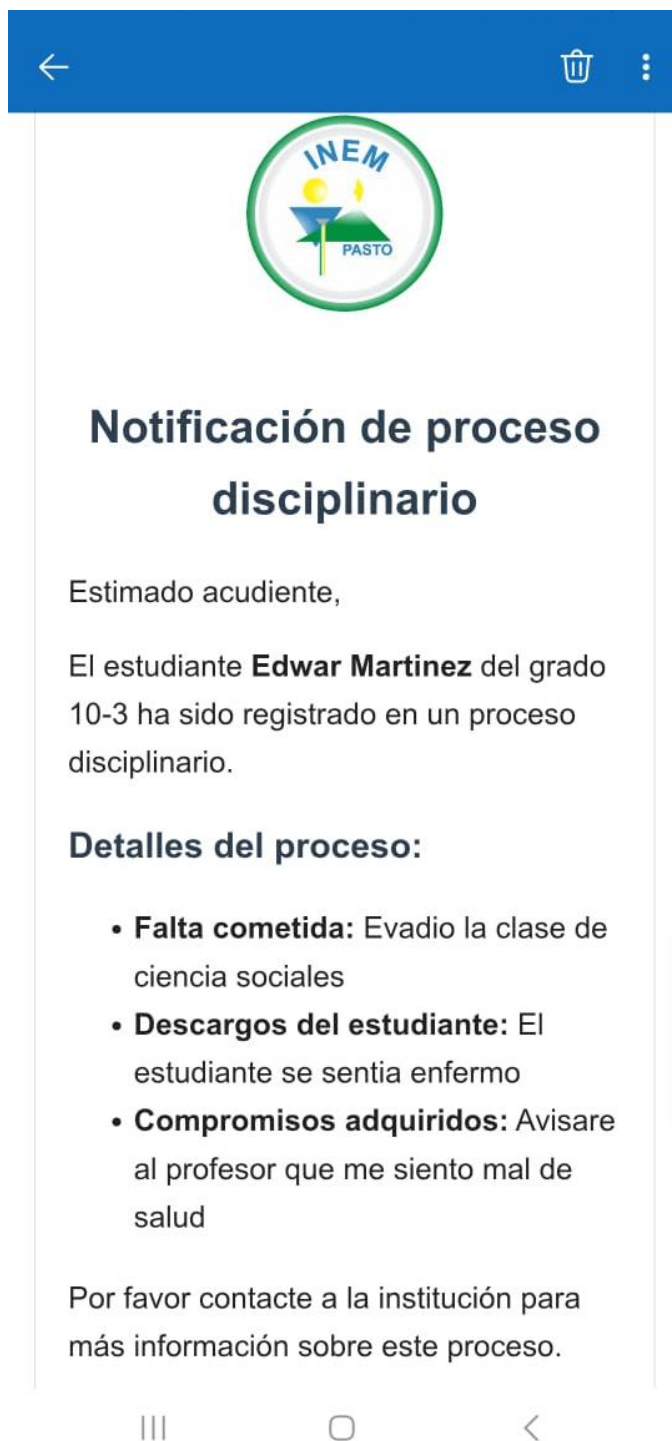 INEM
PASTO
Notificación de proceso
disciplinario
Estimado acudiente,
El estudiante Edwar Martinez del grado
10-3 ha sido registrado en un proceso
disciplinario.
Detalles del proceso:
• Falta cometida: Evadio la clase de
ciencia sociales
• Descargos del estudiante: El
estudiante se sentia enfermo
• Compromisos adquiridos: Avisare
al profesor que me siento mal de
salud
Por favor contacte a la institución para
más información sobre este proceso.